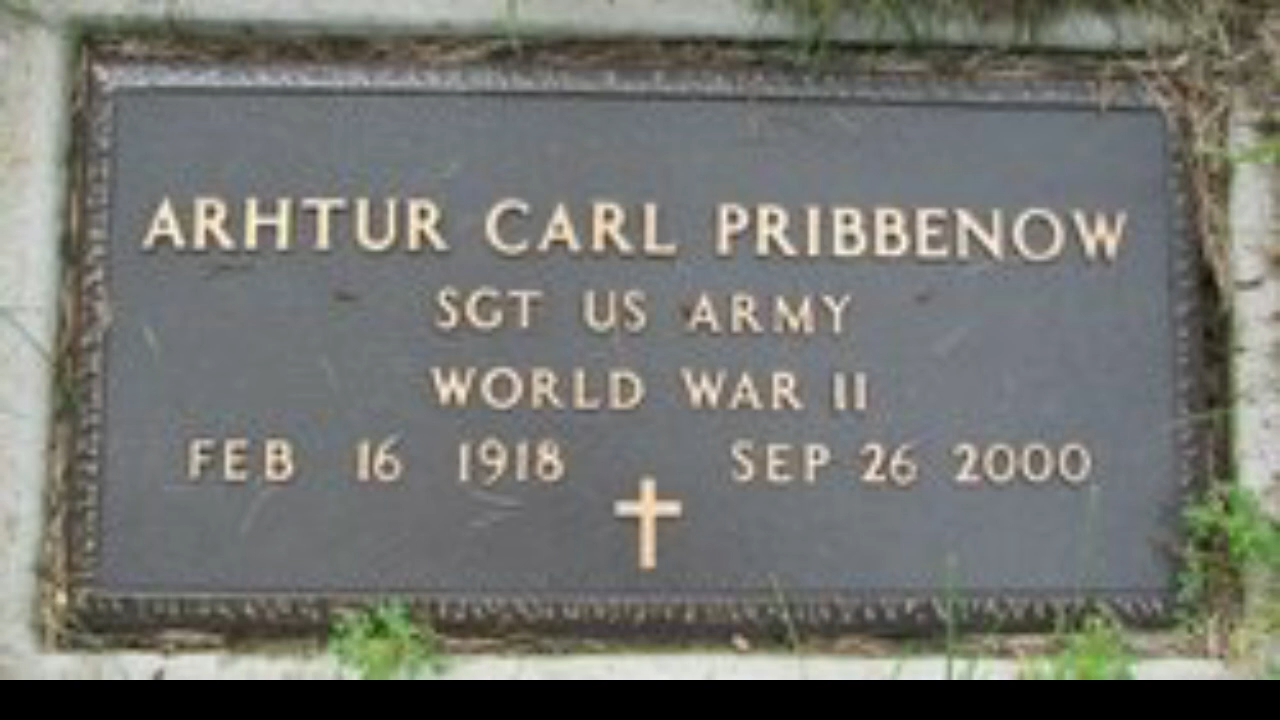 ARHTUR CARL PRIBBENOW
SGT US ARMY
WORLD WAR II
FEB 16 1918 SEP 26 2000